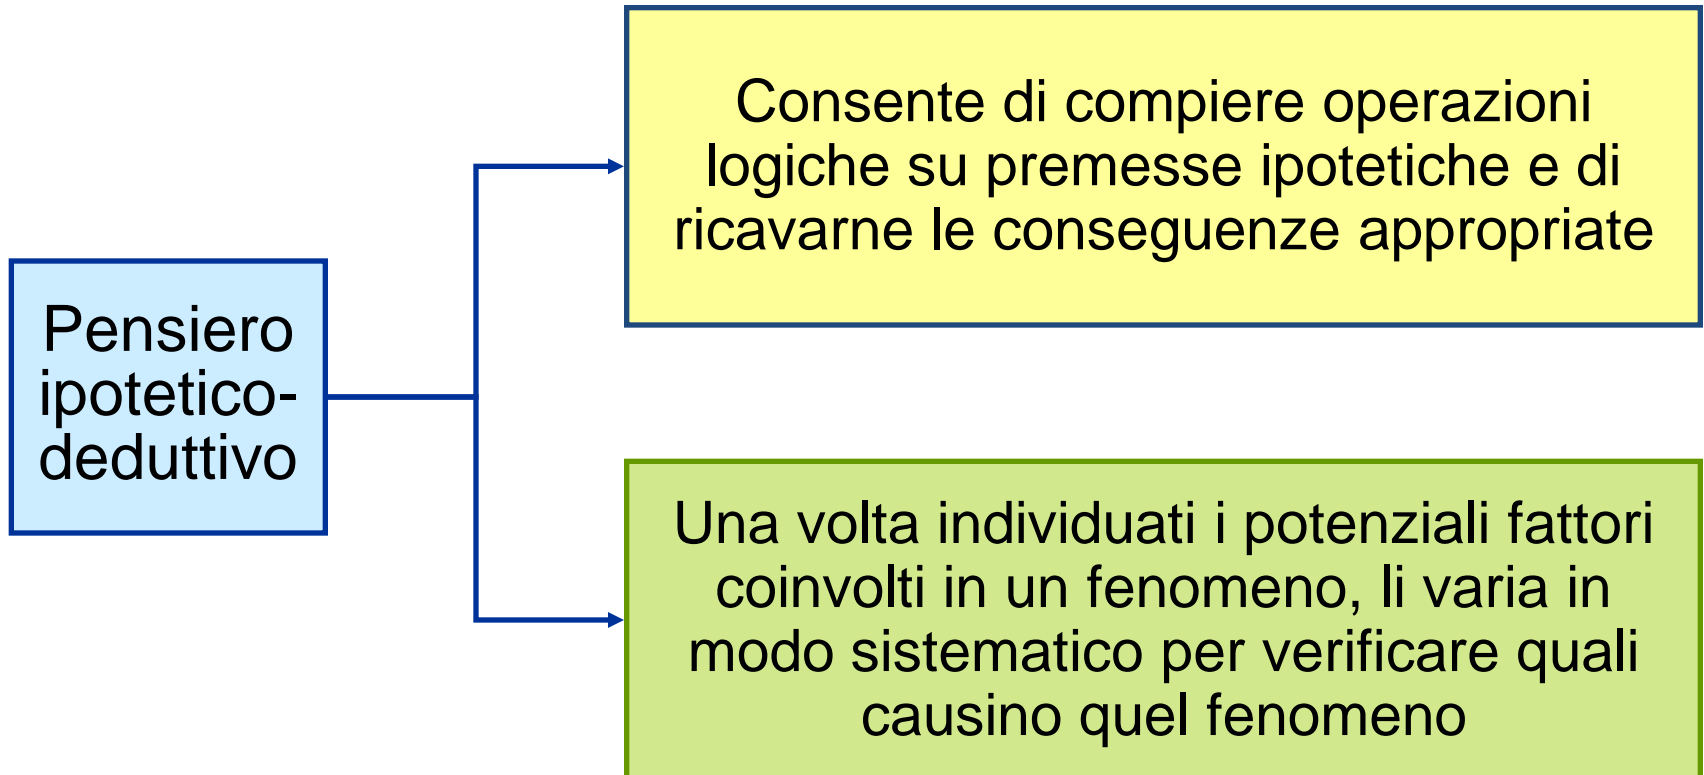 Consente di compiere operazioni
logiche su premesse ipotetiche e di
ricavarne le conseguenze appropriate
Pensiero
ipotetico-
deduttivo
Una volta individuati i potenziali fattori
coinvolti in un fenomeno, li varia in
modo sistematico per verificare quali
causino quel fenomeno